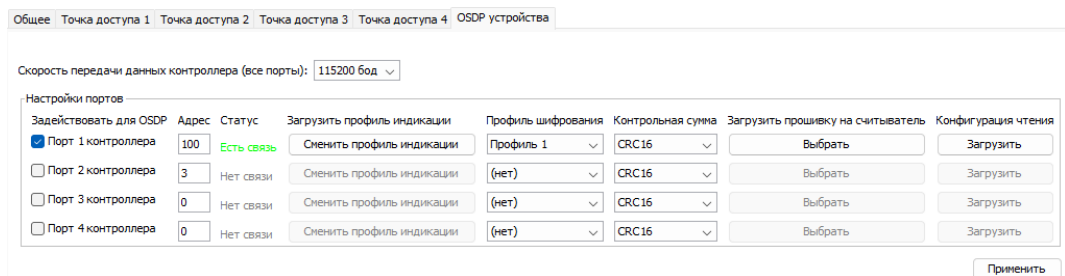 Общее Точка доступа 1 Точка доступа 2 Точка доступа 3 Точка доступа 4 OSDP устройства
Скорость передачи данных контроллера (все порты): 115200 бод
Настройки портов
Задействовать для OSDP Адрес Статус Загрузить профиль индикации Профиль шифрования Контрольная сумма Загрузить прошивку на считыватель Конфигурация чтения
Порт 1 контроллера 100 Есть связь Сменить профиль индикации Профиль 1 CRC16 Выбрать Загрузить
Порт 2 контроллера 3 Нет связи Сменить профиль индикации (нет) CRC16 Выбрать Загрузить
Порт 3 контроллера 0 Нет связи Сменить профиль индикации (нет) CRC16 Выбрать Загрузить
Порт 4 контроллера 0 Нет связи Сменить профиль индикации (нет) CRC16 Выбрать Загрузить
Применить